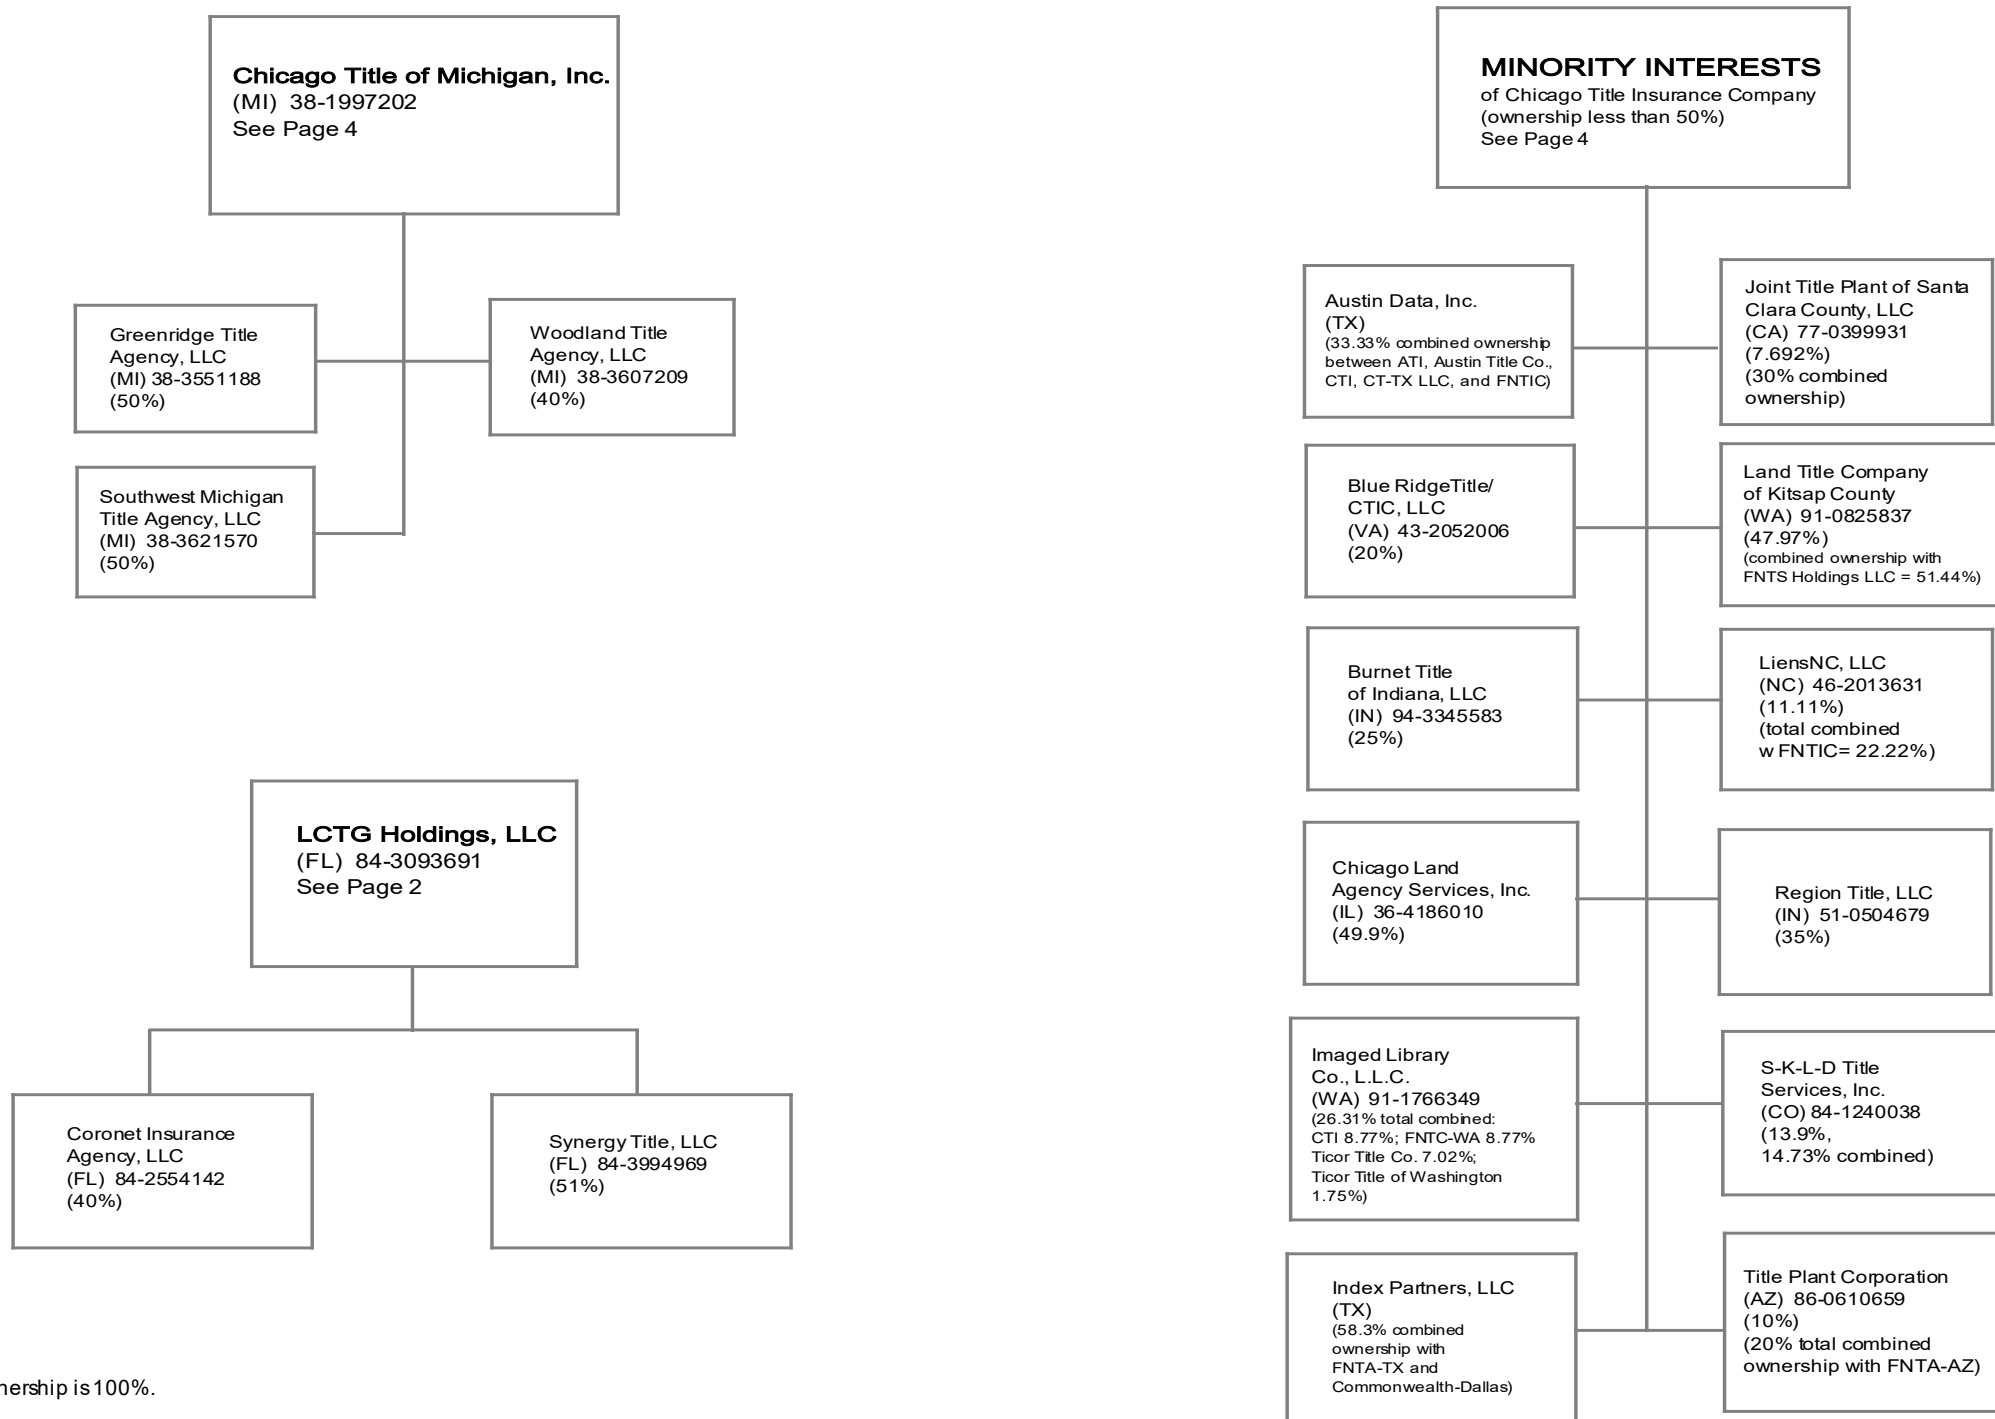 Chicago Title of Michigan, Inc.
(MI) 38-1997202
See Page 4
Greenridge Title
Agency, LLC
(MI) 38-3551188
(50%)
Woodland Title
Agency, LLC
(MI) 38-3607209
(40%)
Southwest Michigan
Title Agency, LLC
(MI) 38-3621570
(50%)
LCTG Holdings, LLC
(FL) 84-3093691
See Page 2
Coronet Insurance
Agency, LLC
(FL) 84-2554142
(40%)
Synergy Title, LLC
(FL) 84-3994969
(51%)
MINORITY INTERESTS
of Chicago Title Insurance Company
(ownership less than 50%)
See Page 4
Austin Data, Inc.
(TX)
(33.33% combined ownership
between ATI, Austin Title Co.,
CTI, CT-TX LLC, and FNTIC)
Joint Title Plant of Santa
Clara County, LLC
(CA) 77-0399931
(7.692%)
(30% combined
ownership)
Blue RidgeTitle/
CTIC, LLC
(VA) 43-2052006
(20%)
Land Title Company
of Kitsap County
(WA) 91-0825837
(47.97%)
(combined ownership with
FNTS Holdings LLC = 51.44%)
Burnet Title
of Indiana, LLC
(IN) 94-3345583
(25%)
LiensNC, LLC
(NC) 46-2013631
(11.11%)
(total combined
w FNTIC= 22.22%)
Chicago Land
Agency Services, Inc.
(IL) 36-4186010
(49.9%)
Region Title, LLC
(IN) 51-0504679
(35%)
Imaged Library
Co., L.L.C.
(WA) 91-1766349
(26.31% total combined:
CTI 8.77%; FNTC-WA 8.77%
Ticor Title Co. 7.02%;
Ticor Title of Washington
1.75%)
S-K-L-D Title
Services, Inc.
(CO) 84-1240038
(13.9%,
14.73% combined)
Index Partners, LLC
(TX)
(58.3% combined
ownership with
FNTA-TX and
Commonwealth-Dallas)
Title Plant Corporation
(AZ) 86-0610659
(10%)
(20% total combined
ownership with FNTA-AZ)
nership is 100%.